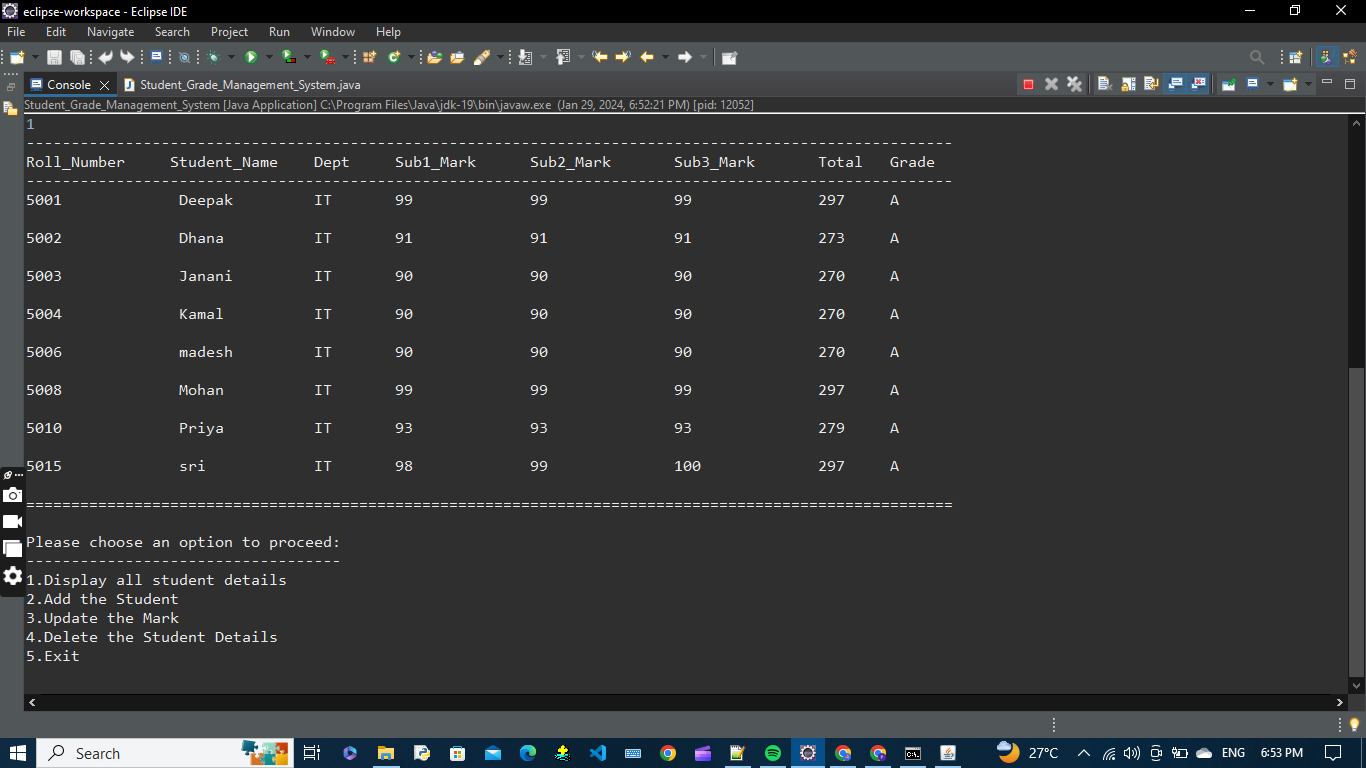 eclipse-workspace - Eclipse IDE
File Edit Navigate Search Project Run Window Help
Console Student_Grade_Management_System.java
Student_Grade_Management_System [Java Application] C:\Program Files\Java\jdk-19\bin\javaw.exe (Jan 29, 2024, 6:52:21 PM) [pid: 12052]
1
-------------------------------------------------------------------------------------------------------
Roll_Number Student_Name Dept Sub1_Mark Sub2_Mark Sub3_Mark Total Grade
-------------------------------------------------------------------------------------------------------
5001 Deepak IT 99 99 99 297 A
5002 Dhana IT 91 91 91 273 A
5003 Janani IT 90 90 90 270 A
5004 Kamal IT 90 90 90 270 A
5006 madesh IT 90 90 90 270 A
5008 Mohan IT 99 99 99 297 A
5010 Priya IT 93 93 93 279 A
5015 sri IT 98 99 100 297 A
=======================================================================================================
Please choose an option to proceed:
-----------------------------------
1.Display all student details
2.Add the Student
3.Update the Mark
4.Delete the Student Details
5.Exit
Search 27°C ENG 6:53 PM